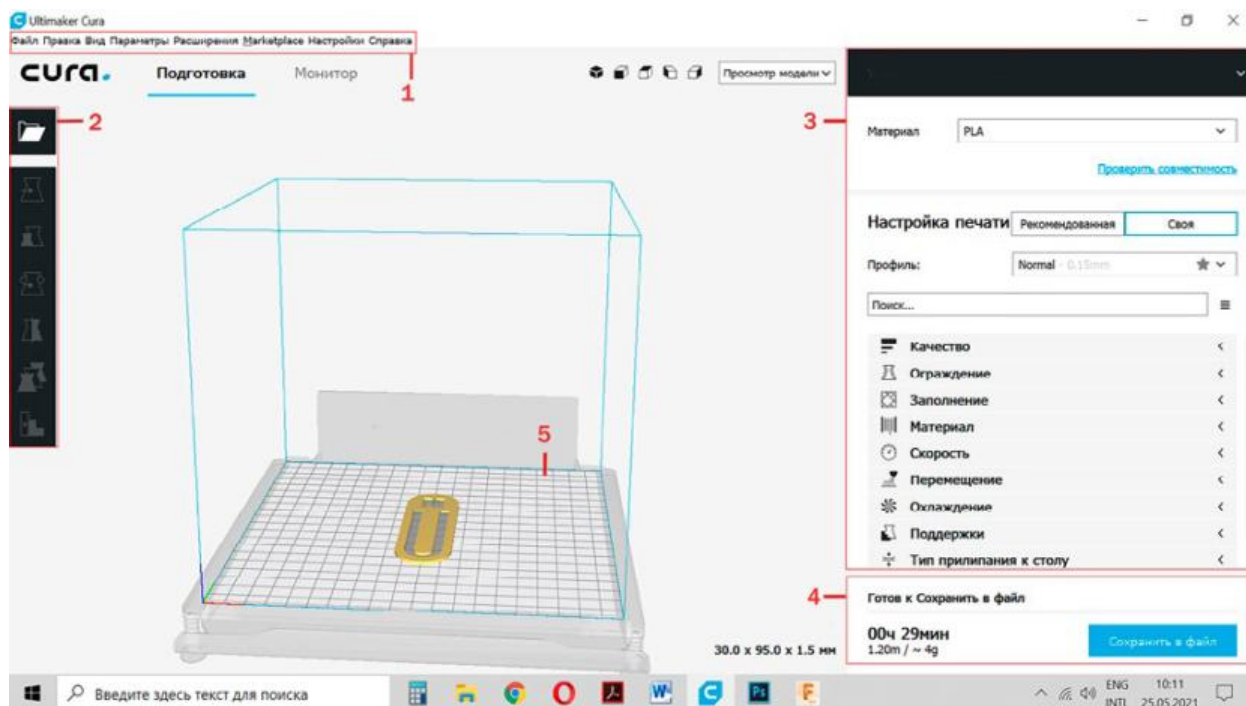 Ultimaker Cura
Файл Правка Вид Параметры Расширения Marketplace Настройки Справка
cura.
Подготовка
Монитор
Просмотр модели
1
2
3
Материал
PLA
Проверить совместимость
Настройка печати
Рекомендованная
Своя
Профиль:
Normal - 0.15mm
Поиск...
Качество
Ограждение
Заполнение
Материал
Скорость
Перемещение
Охлаждение
Поддержки
Тип прилипания к столу
5
4
Готов к Сохранить в файл
00ч 29мин
1.20m / ~ 4g
Сохранить в файл
30.0 x 95.0 x 1.5 мм
Введите здесь текст для поиска
W
Ps
F
ENG
INTL
10:11
25.05.2021